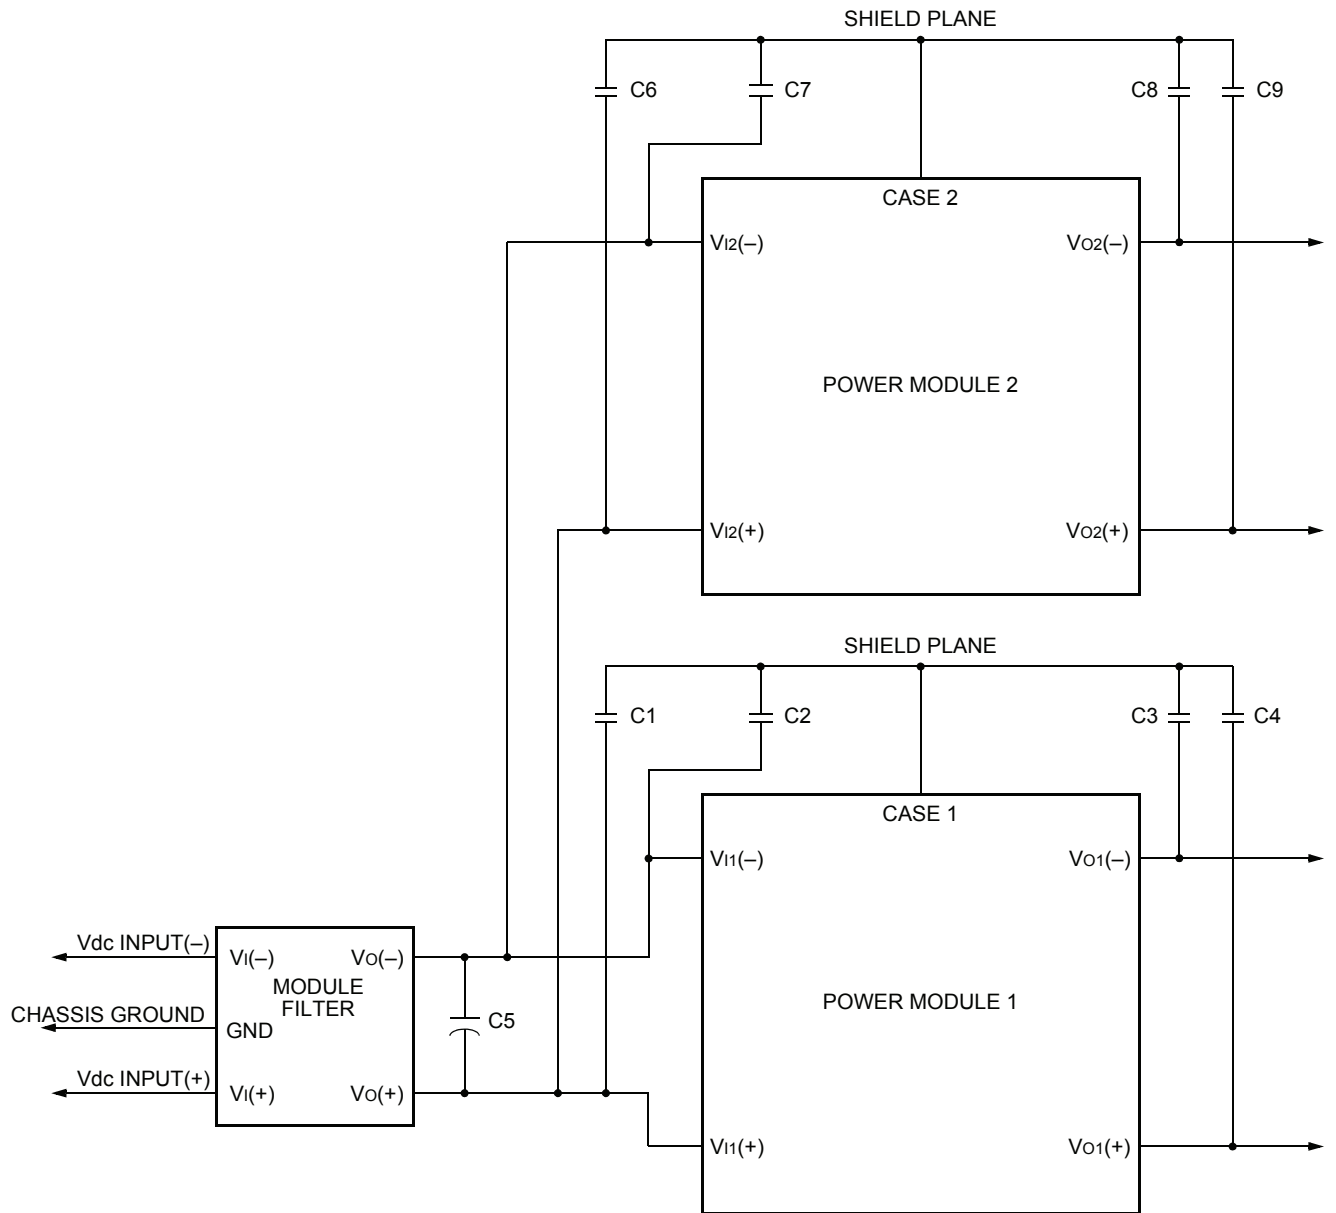 SHIELD PLANE
C6
C7
C8
C9
CASE 2
VI2(–)
VO2(–)
POWER MODULE 2
VI2(+)
VO2(+)
SHIELD PLANE
C1
C2
C3
C4
CASE 1
VI1(–)
VO1(–)
Vdc INPUT(–)
VI(–)
VO(–)
MODULE
FILTER
POWER MODULE 1
CHASSIS GROUND
GND
C5
Vdc INPUT(+)
VI(+)
VO(+)
VI1(+)
VO1(+)